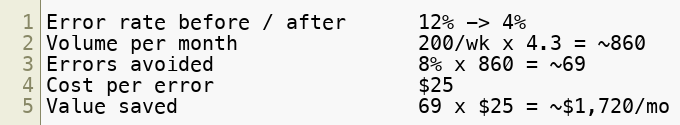 1 Error rate before / after 12% —> 4%
2 Volume per month 200/wk x 4.3 = ~860
3 Errors avoided 8% x 860 = ~69
4 Cost per error $25
5 Value saved 69 x $25 = ~$1,720/mo